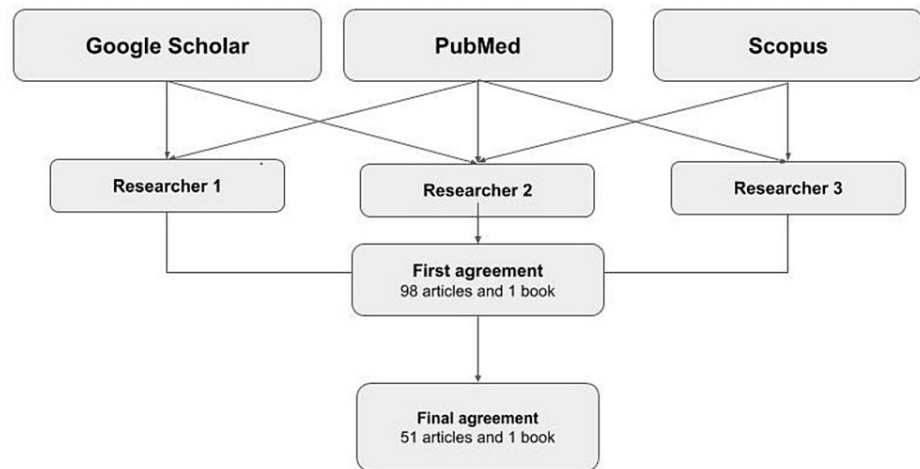 Google Scholar
PubMed
Scopus
Researcher 1
Researcher 2
Researcher 3
First agreement
98 articles and 1 book
Final agreement
51 articles and 1 book